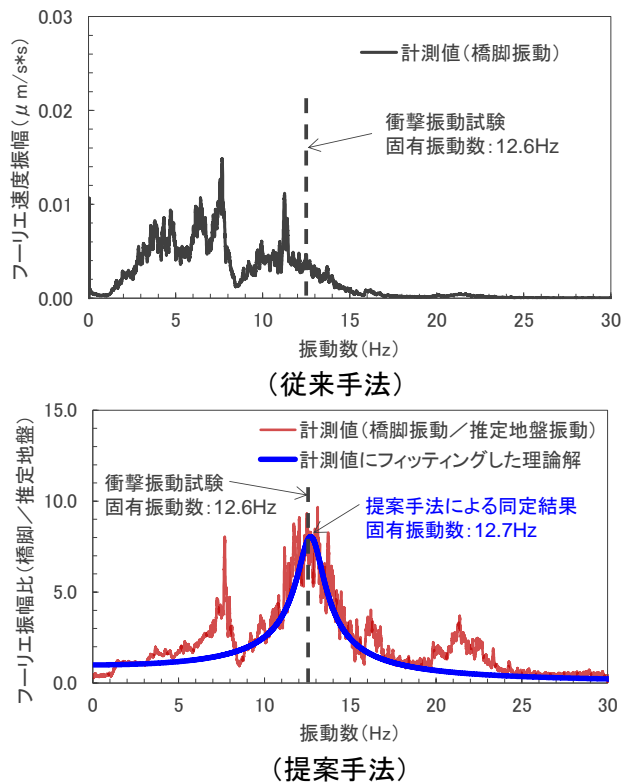 0.03
0.02
0.01
0.00
フーリエ速度振幅(μm/s*s)
計測値(橋脚振動)
衝撃振動試験
固有振動数:12.6Hz
0 5 10 15 20 25 30
振動数(Hz)
(従来手法)
15.0
10.0
5.0
0.0
フーリエ振幅比(橋脚/推定地盤)
計測値(橋脚振動/推定地盤振動)
計測値にフィッティングした理論解
衝撃振動試験
固有振動数:12.6Hz
提案手法による同定結果
固有振動数:12.7Hz
0 5 10 15 20 25 30
振動数(Hz)
(提案手法)